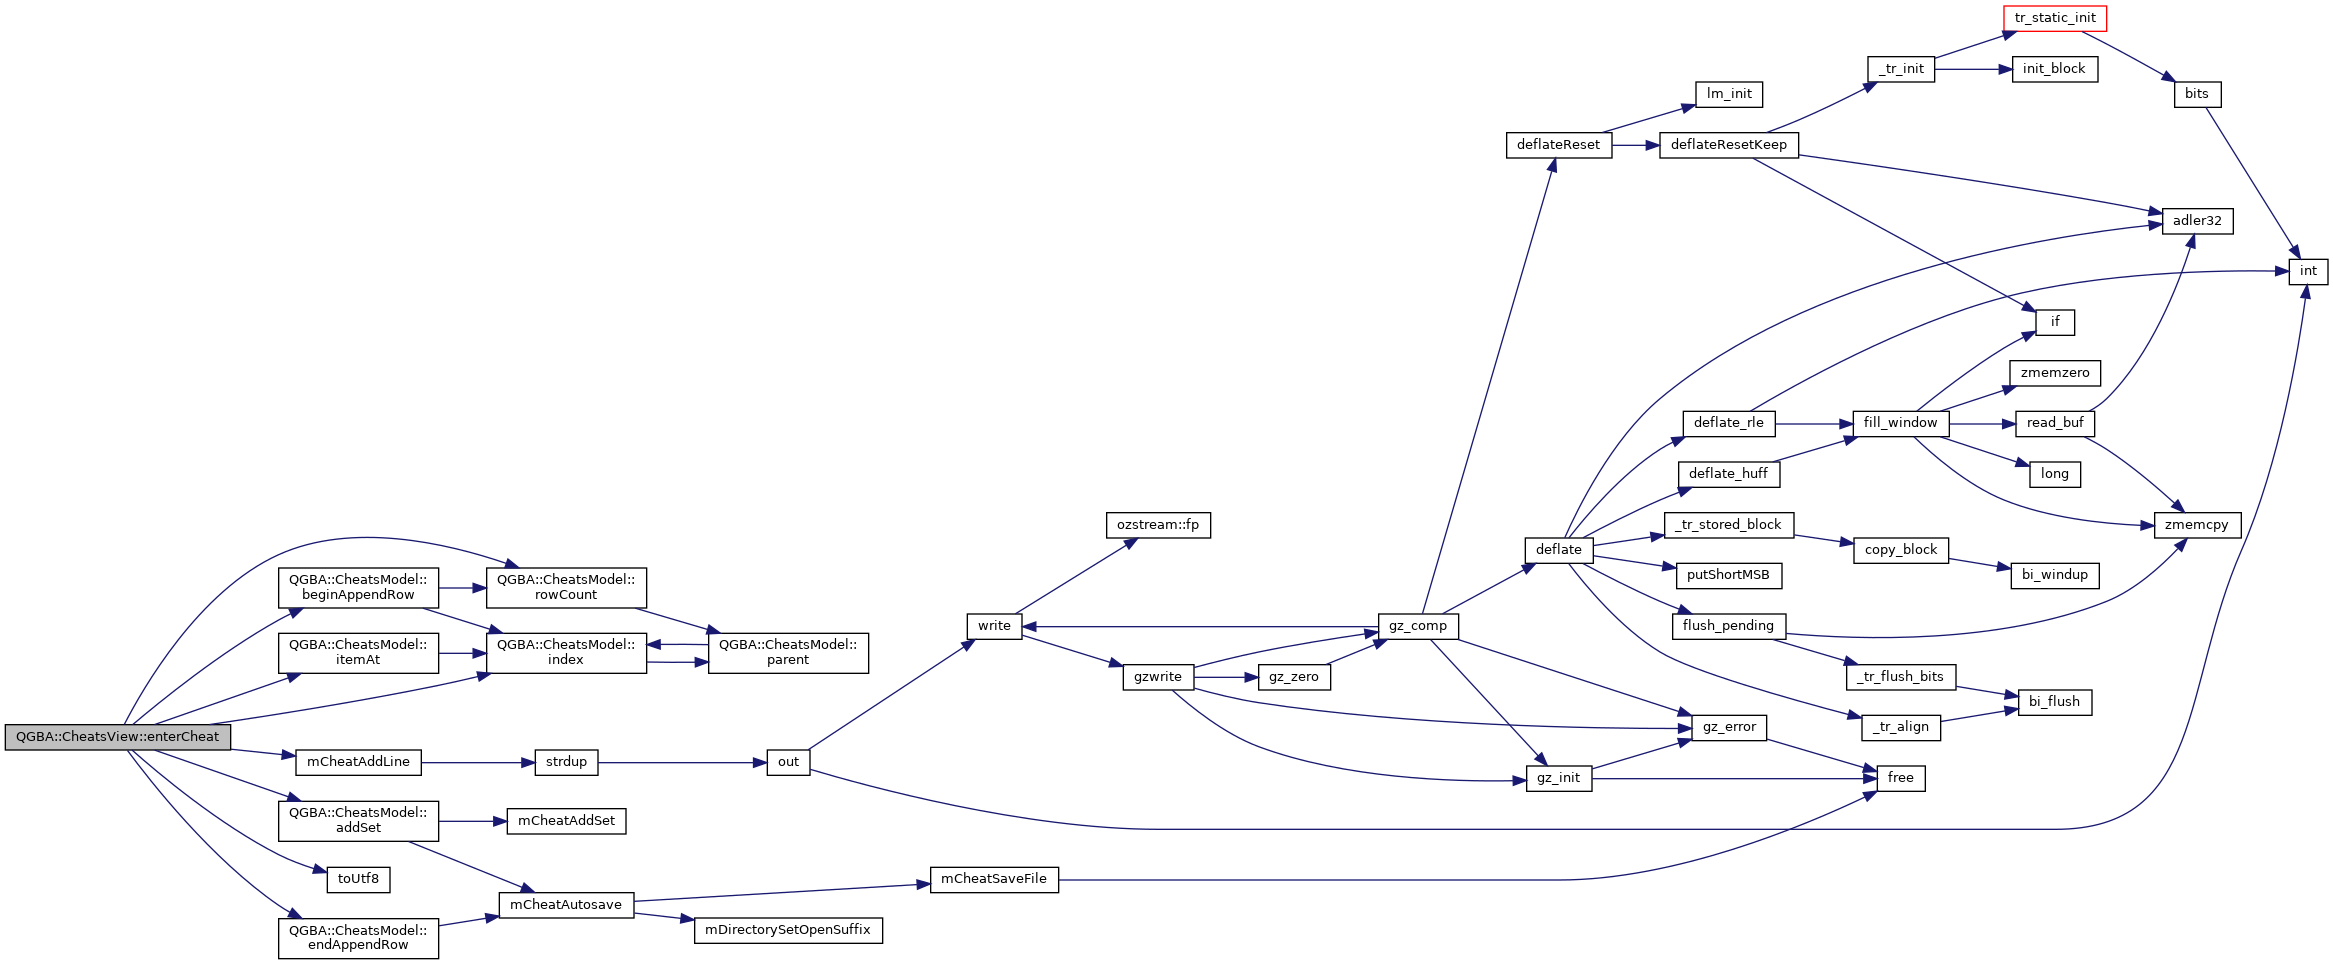 QGBA::CheatsView::enterCheat
QGBA::CheatsModel::
beginAppendRow
QGBA::CheatsModel::
rowCount
QGBA::CheatsModel::
itemAt
QGBA::CheatsModel::
index
QGBA::CheatsModel::
parent
mCheatAddLine
strdup
out
QGBA::CheatsModel::
addSet
mCheatAddSet
toUtf8
QGBA::CheatsModel::
endAppendRow
mCheatAutosave
mCheatSaveFile
mDirectorySetOpenSuffix
write
ozstream::fp
gzwrite
gz_zero
gz_comp
deflateReset
lm_init
deflateResetKeep
_tr_init
tr_static_init
init_block
bits
adler32
int
if
deflate
deflate_rle
deflate_huff
fill_window
zmemzero
read_buf
long
zmemcpy
_tr_stored_block
copy_block
bi_windup
putShortMSB
flush_pending
_tr_flush_bits
bi_flush
_tr_align
gz_error
gz_init
free